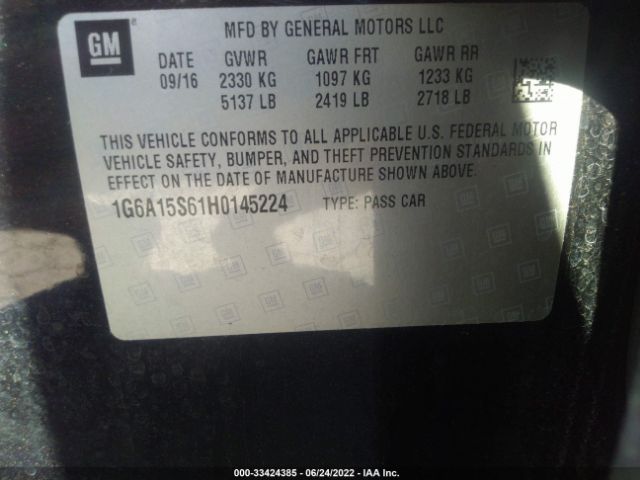 GM
MFD BY GENERAL MOTORS LLC
DATE GVWR GAWR FRT GAWR RR
09/16 2330 KG 1097 KG 1233 KG
5137 LB 2419 LB 2718 LB
THIS VEHICLE CONFORMS TO ALL APPLICABLE U.S. FEDERAL MOTOR
VEHICLE SAFETY, BUMPER, AND THEFT PREVENTION STANDARDS IN
EFFECT ON THE DATE OF MANUFACTURE SHOWN ABOVE.
1G6A15S61H0145224 TYPE: PASS CAR
000-33424385 - 06/24/2022 - IAA Inc.